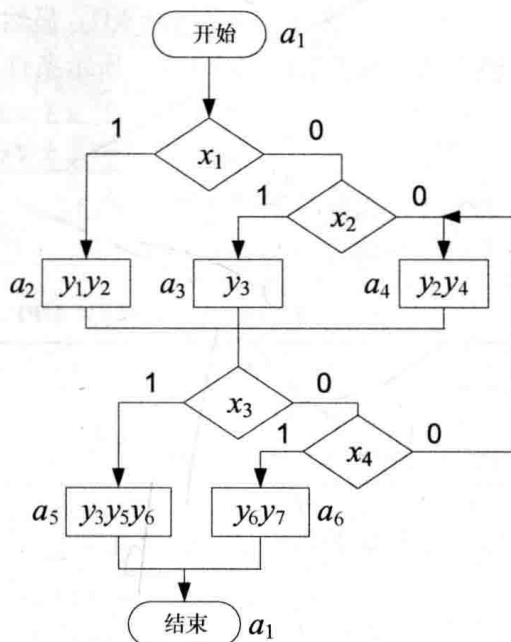 开始 a₁
1 x₁ 0
1 x₂ 0
a₂ y₁y₂ a₃ y₃ a₄ y₂y₄
1 x₃ 0
1 x₄ 0
a₅ y₃y₅y₆ y₆y₇ a₆
结束 a₁